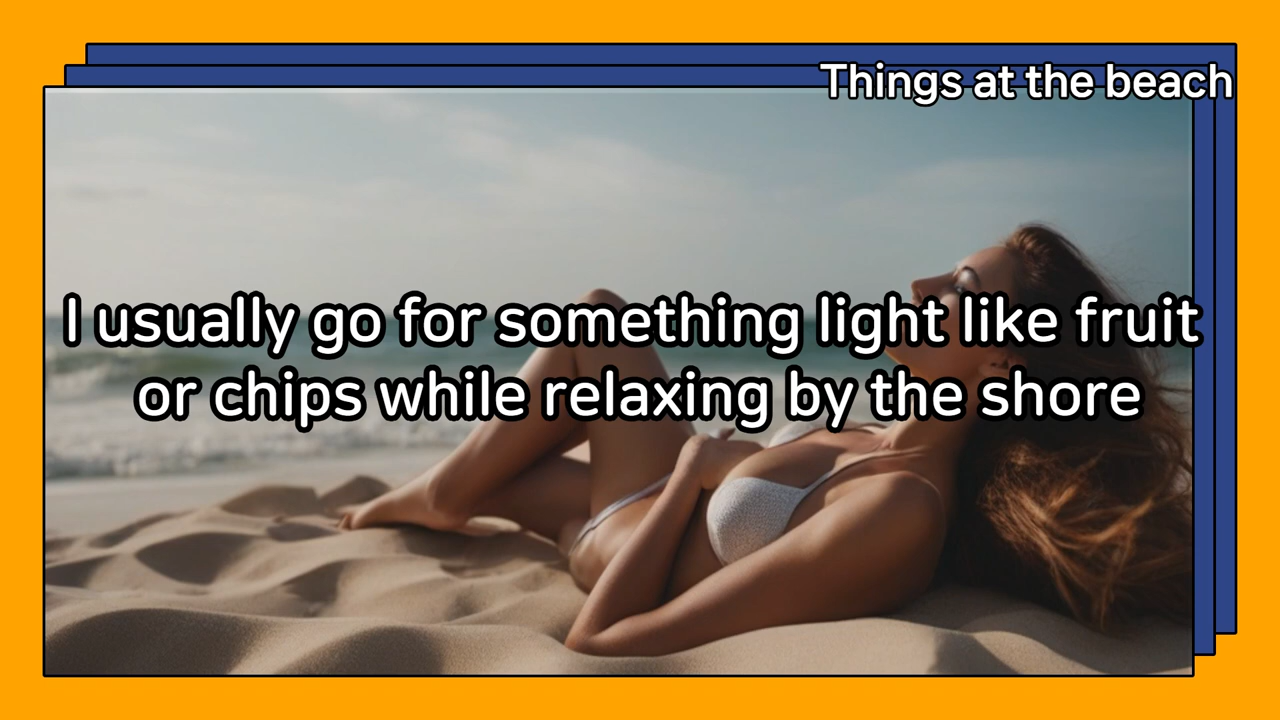 Things at the beach
I usually go for something light like fruit
or chips while relaxing by the shore